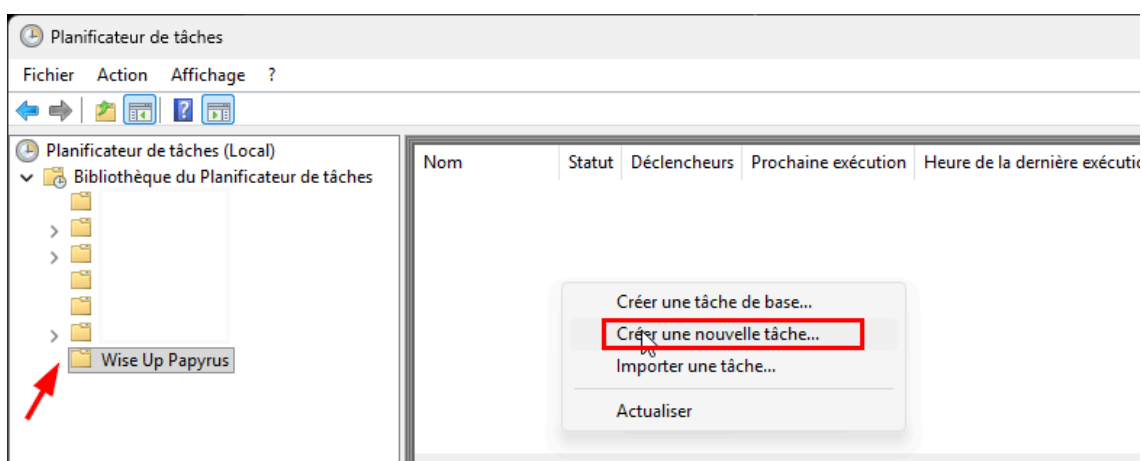 Planificateur de tâches
Fichier Action Affichage ?
Planificateur de tâches (Local)
Bibliothèque du Planificateur de tâches
Wise Up Papyrus
Nom Statut Déclencheurs Prochaine exécution Heure de la dernière exécutio
Créer une tâche de base...
Créer une nouvelle tâche...
Importer une tâche...
Actualiser